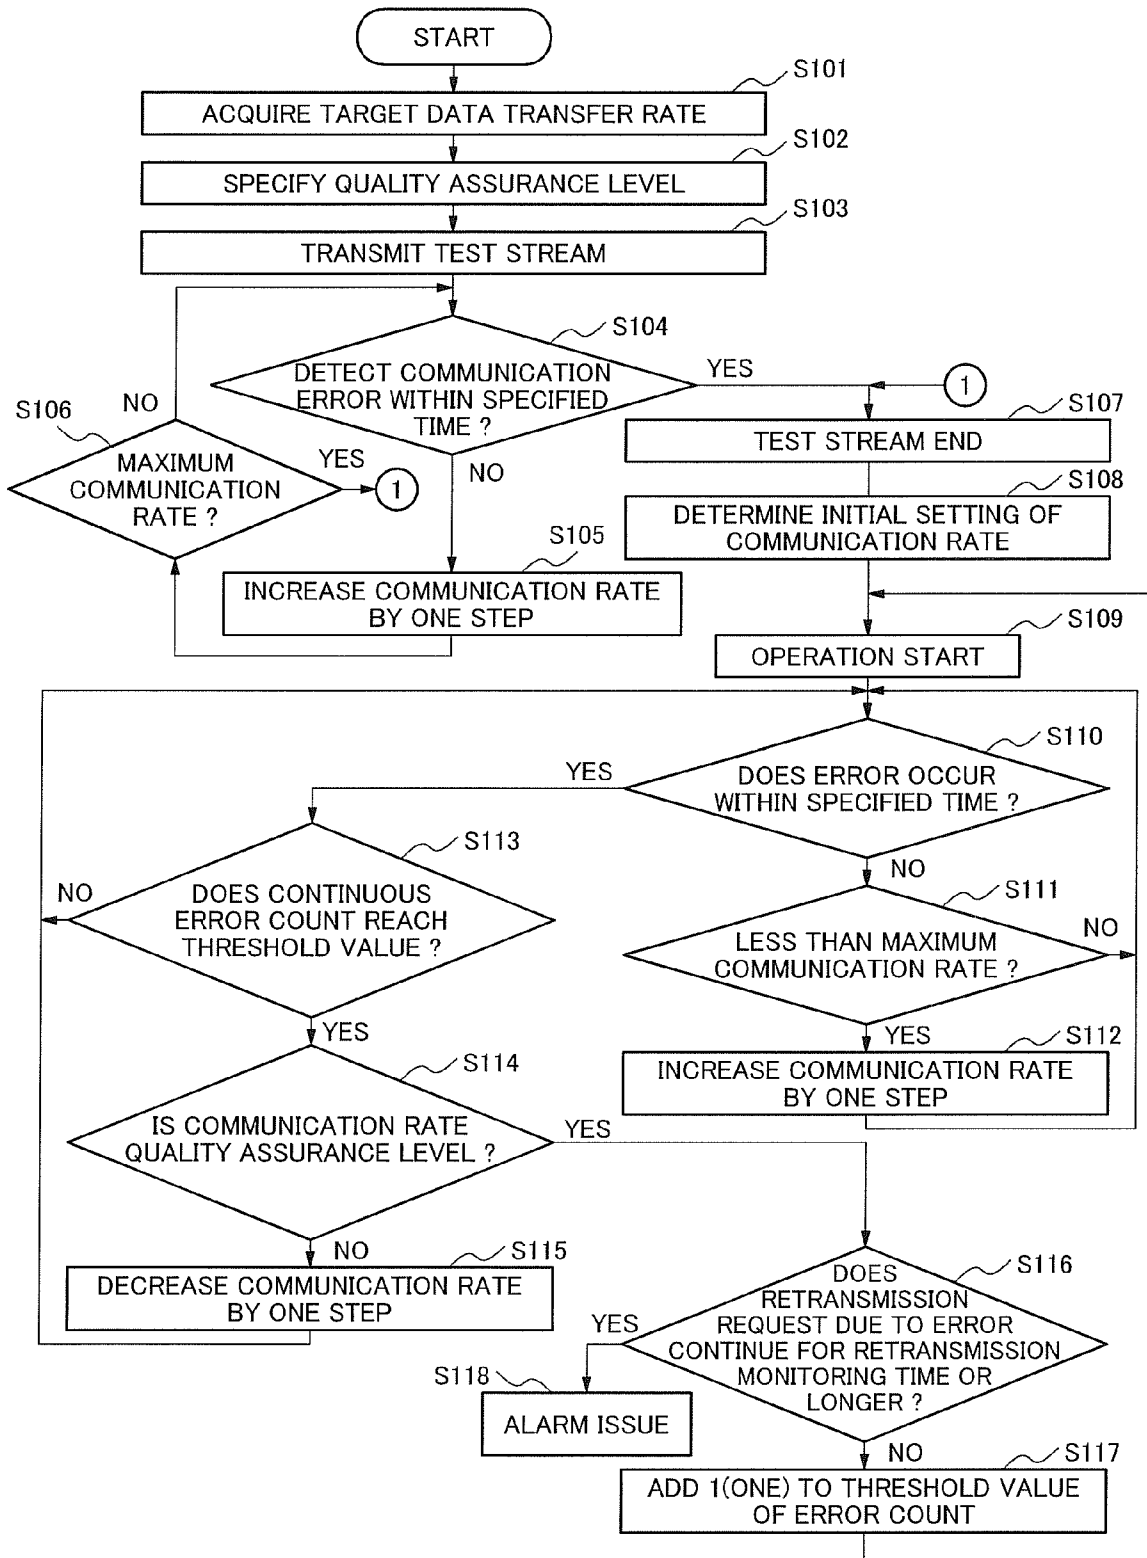 START
S101
ACQUIRE TARGET DATA TRANSFER RATE
S102
SPECIFY QUALITY ASSURANCE LEVEL
S103
TRANSMIT TEST STREAM
S104
DETECT COMMUNICATION
ERROR WITHIN SPECIFIED
TIME ?
YES
1
NO
S106
NO
MAXIMUM
COMMUNICATION
RATE ?
YES
1
S105
INCREASE COMMUNICATION RATE
BY ONE STEP
S107
TEST STREAM END
S108
DETERMINE INITIAL SETTING OF
COMMUNICATION RATE
S109
OPERATION START
S110
DOES ERROR OCCUR
WITHIN SPECIFIED TIME ?
YES
NO
S113
DOES CONTINUOUS
ERROR COUNT REACH
THRESHOLD VALUE ?
NO
YES
S111
LESS THAN MAXIMUM
COMMUNICATION RATE ?
NO
YES
S112
INCREASE COMMUNICATION RATE
BY ONE STEP
S114
IS COMMUNICATION RATE
QUALITY ASSURANCE LEVEL ?
YES
NO
S115
DECREASE COMMUNICATION RATE
BY ONE STEP
S116
DOES
RETRANSMISSION
REQUEST DUE TO ERROR
CONTINUE FOR RETRANSMISSION
MONITORING TIME OR
LONGER ?
YES
S118
ALARM ISSUE
NO
S117
ADD 1(ONE) TO THRESHOLD VALUE
OF ERROR COUNT